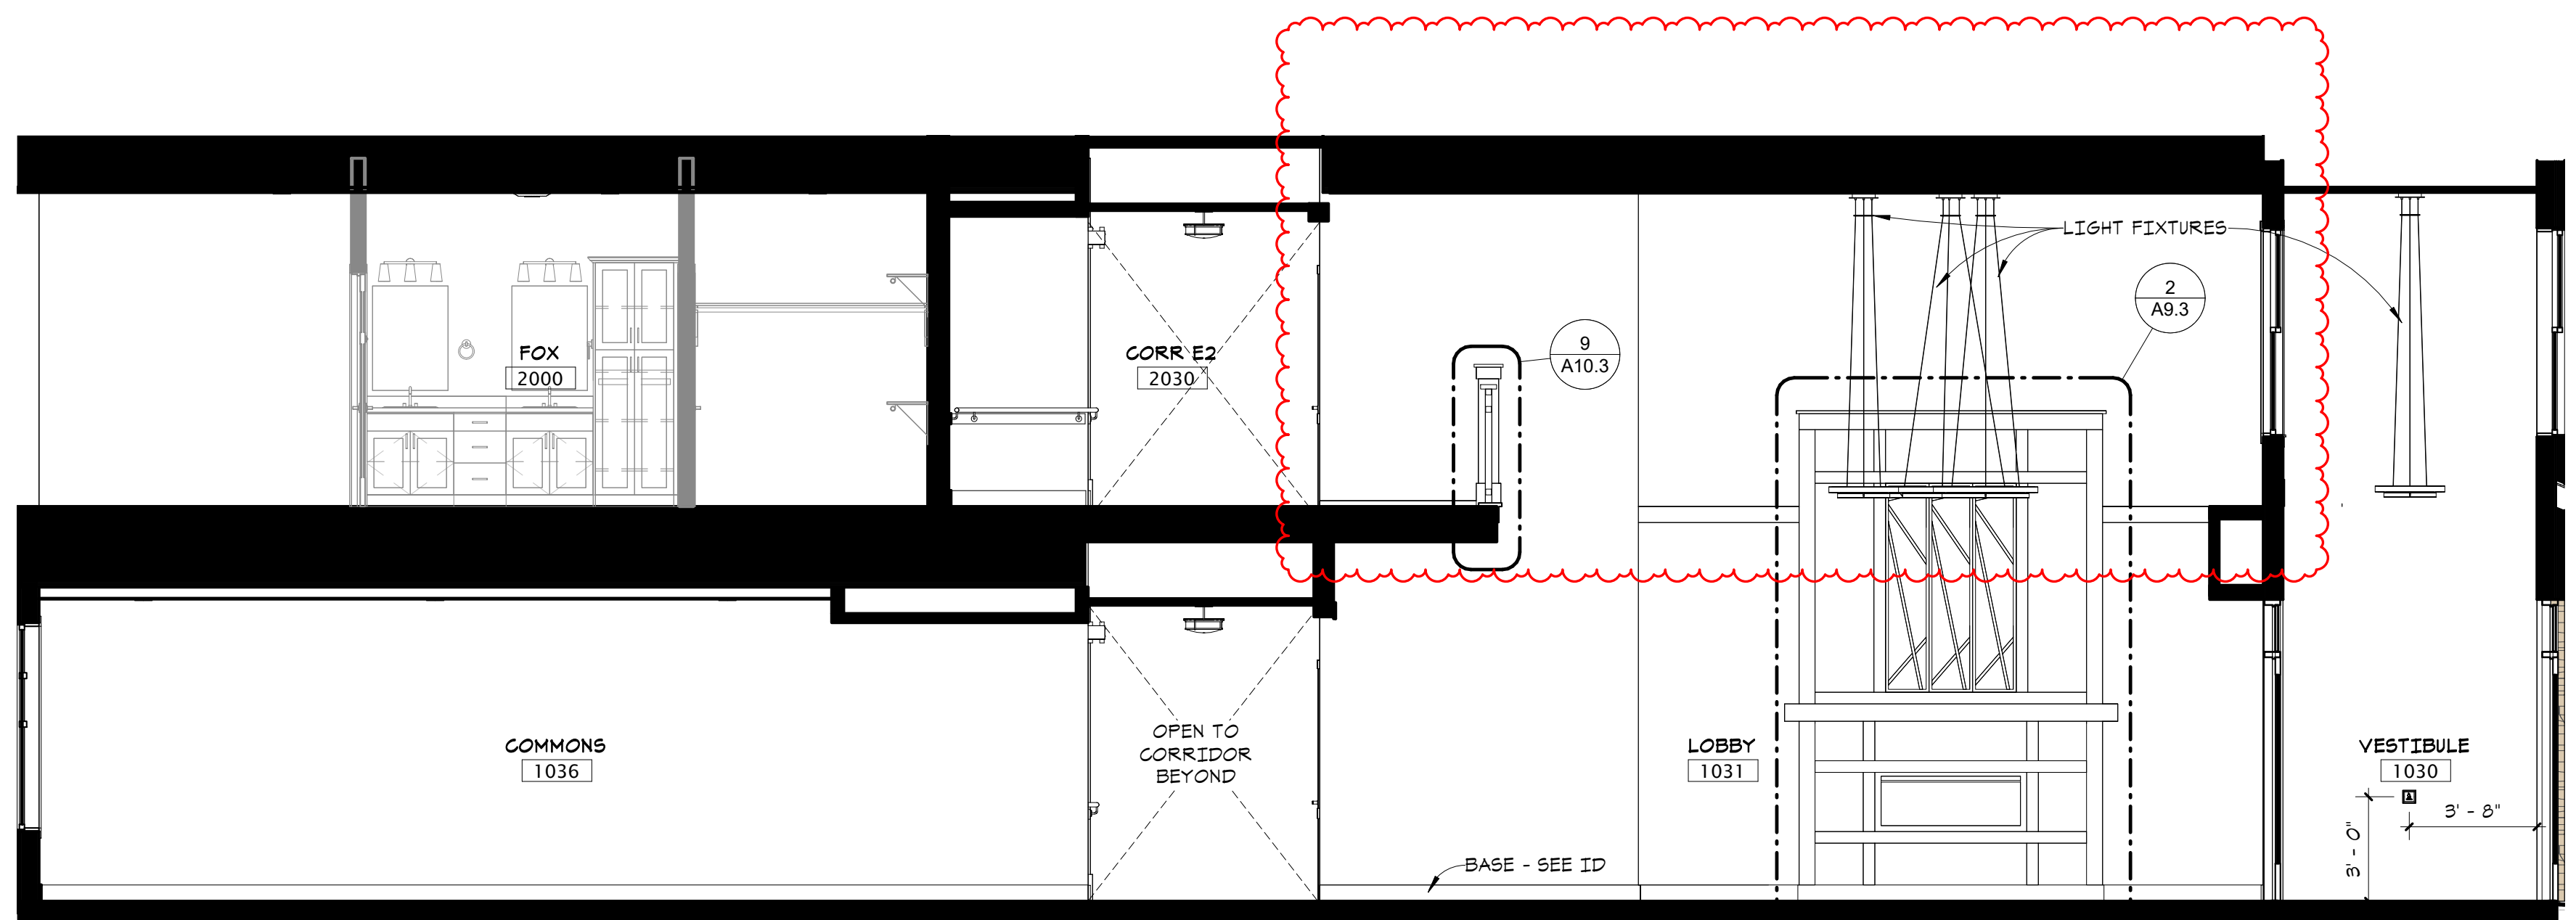 LIGHT FIXTURES
2
A9.3
9
A10.3
FOX
2000
CORR E2
2030
OPEN TO
CORRIDOR
BEYOND
COMMONS
1036
LOBBY
1031
VESTIBULE
1030
3' - 8"
3' - 0"
BASE - SEE ID